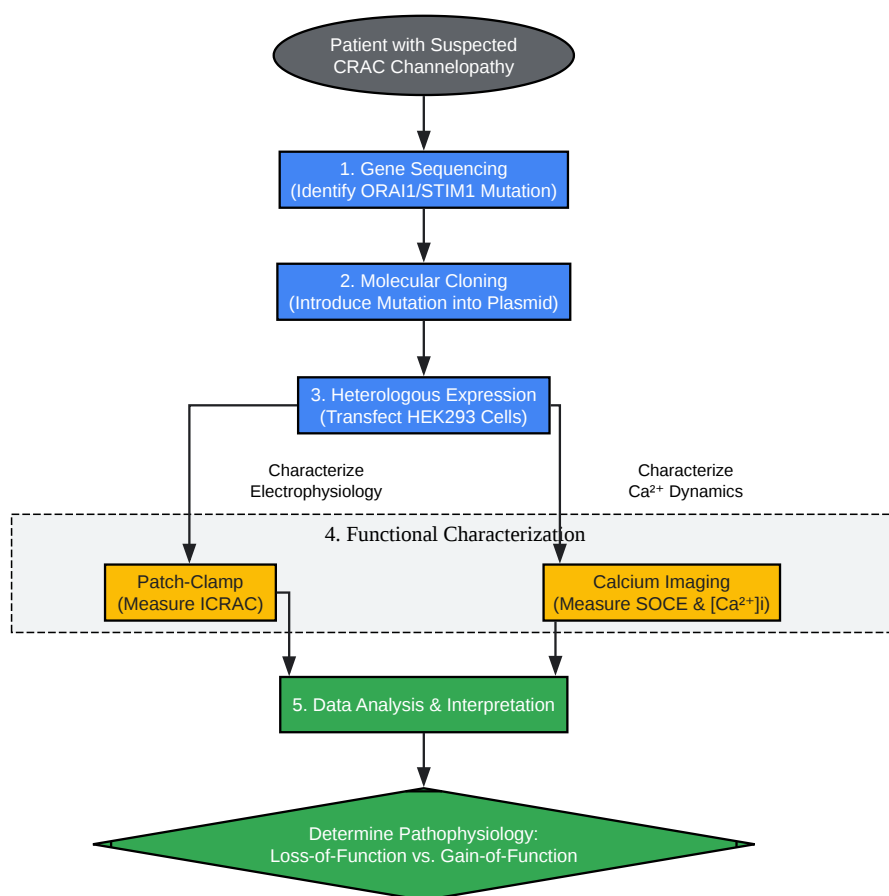 Patient with Suspected
CRAC Channelopathy
1. Gene Sequencing
(Identify ORAI1/STIM1 Mutation)
2. Molecular Cloning
(Introduce Mutation into Plasmid)
3. Heterologous Expression
(Transfect HEK293 Cells)
Characterize
Electrophysiology
Characterize
Ca²⁺ Dynamics
4. Functional Characterization
Patch-Clamp
(Measure ICRAC)
Calcium Imaging
(Measure SOCE & [Ca²⁺]i)
5. Data Analysis & Interpretation
Determine Pathophysiology:
Loss-of-Function vs. Gain-of-Function